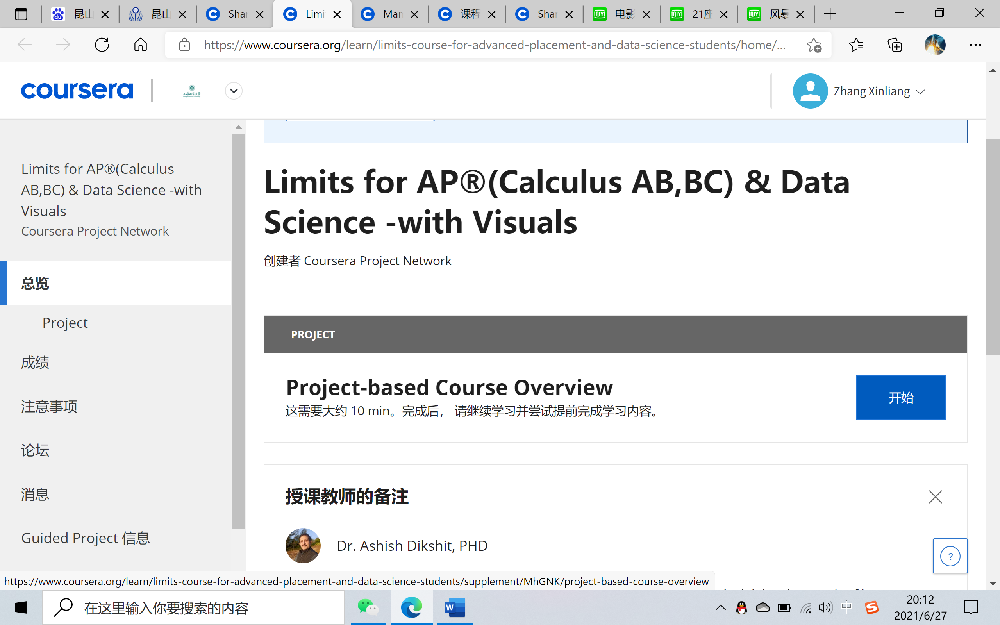 昆山
昆山
Shar
Limi
Man
课程
Shar
电影
21座
风暴
https://www.coursera.org/learn/limits-course-for-advanced-placement-and-data-science-students/home/...
coursera
上海师范大学
Zhang Xinliang
Limits for AP®(Calculus
AB,BC) & Data Science -with
Visuals
Coursera Project Network
总览
Project
成绩
注意事项
论坛
消息
Guided Project 信息
Limits for AP®(Calculus AB,BC) & Data
Science -with Visuals
创建者 Coursera Project Network
PROJECT
Project-based Course Overview
这需要大约 10 min。完成后， 请继续学习并尝试提前完成学习内容。
开始
授课教师的备注
Dr. Ashish Dikshit, PHD
?
https://www.coursera.org/learn/limits-course-for-advanced-placement-and-data-science-students/supplement/MhGNK/project-based-course-overview
在这里输入你要搜索的内容
中
20:12
2021/6/27